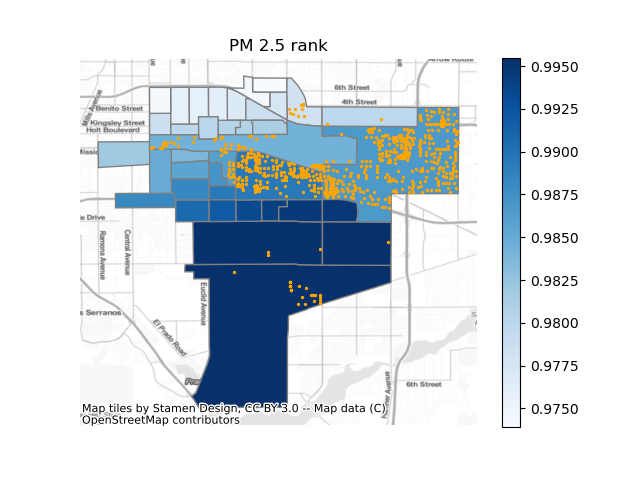 PM 2.5 rank
Arrow Route
6th Street
4th Street
Mills Avenue
Benito Street
Kingsley Street
Holt Boulevard
Drive
Ramona Avenue
Central Avenue
Euclid Avenue
Serranos
El Prado Road
6th Street
Avenue
Map tiles by Stamen Design, CC BY 3.0 -- Map data (C)
OpenStreetMap contributors
0.9950
0.9925
0.9900
0.9875
0.9850
0.9825
0.9800
0.9775
0.9750